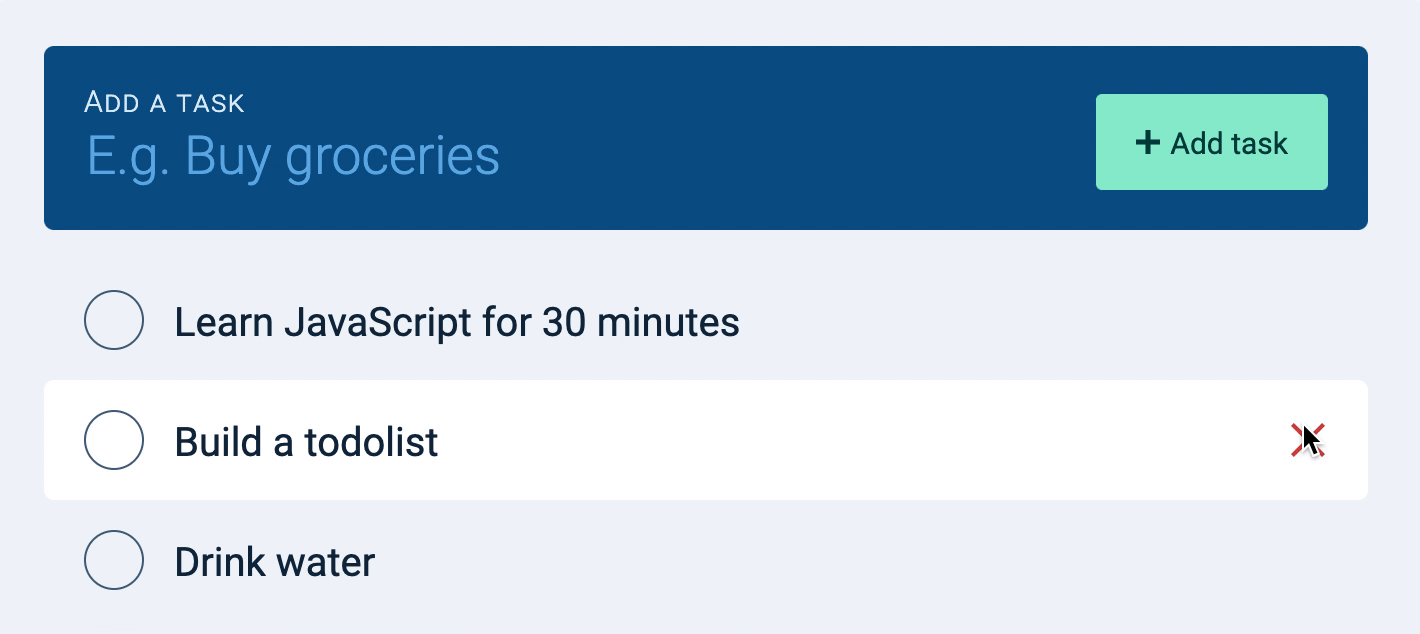 Add a task
E.g. Buy groceries
+ Add task
Learn JavaScript for 30 minutes
Build a todolist
Drink water